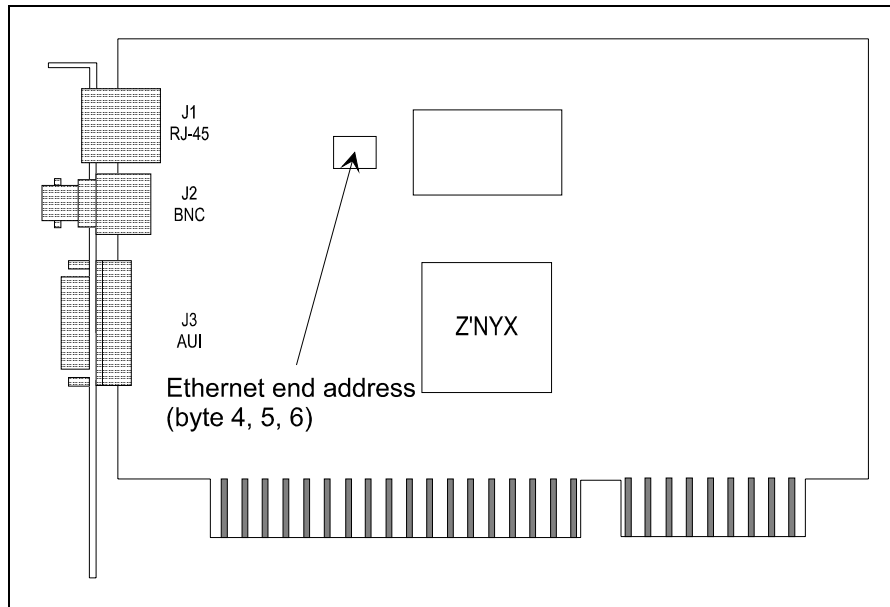 J1
RJ-45
J2
BNC
J3
AUI
Z'NYX
Ethernet end address
(byte 4, 5, 6)